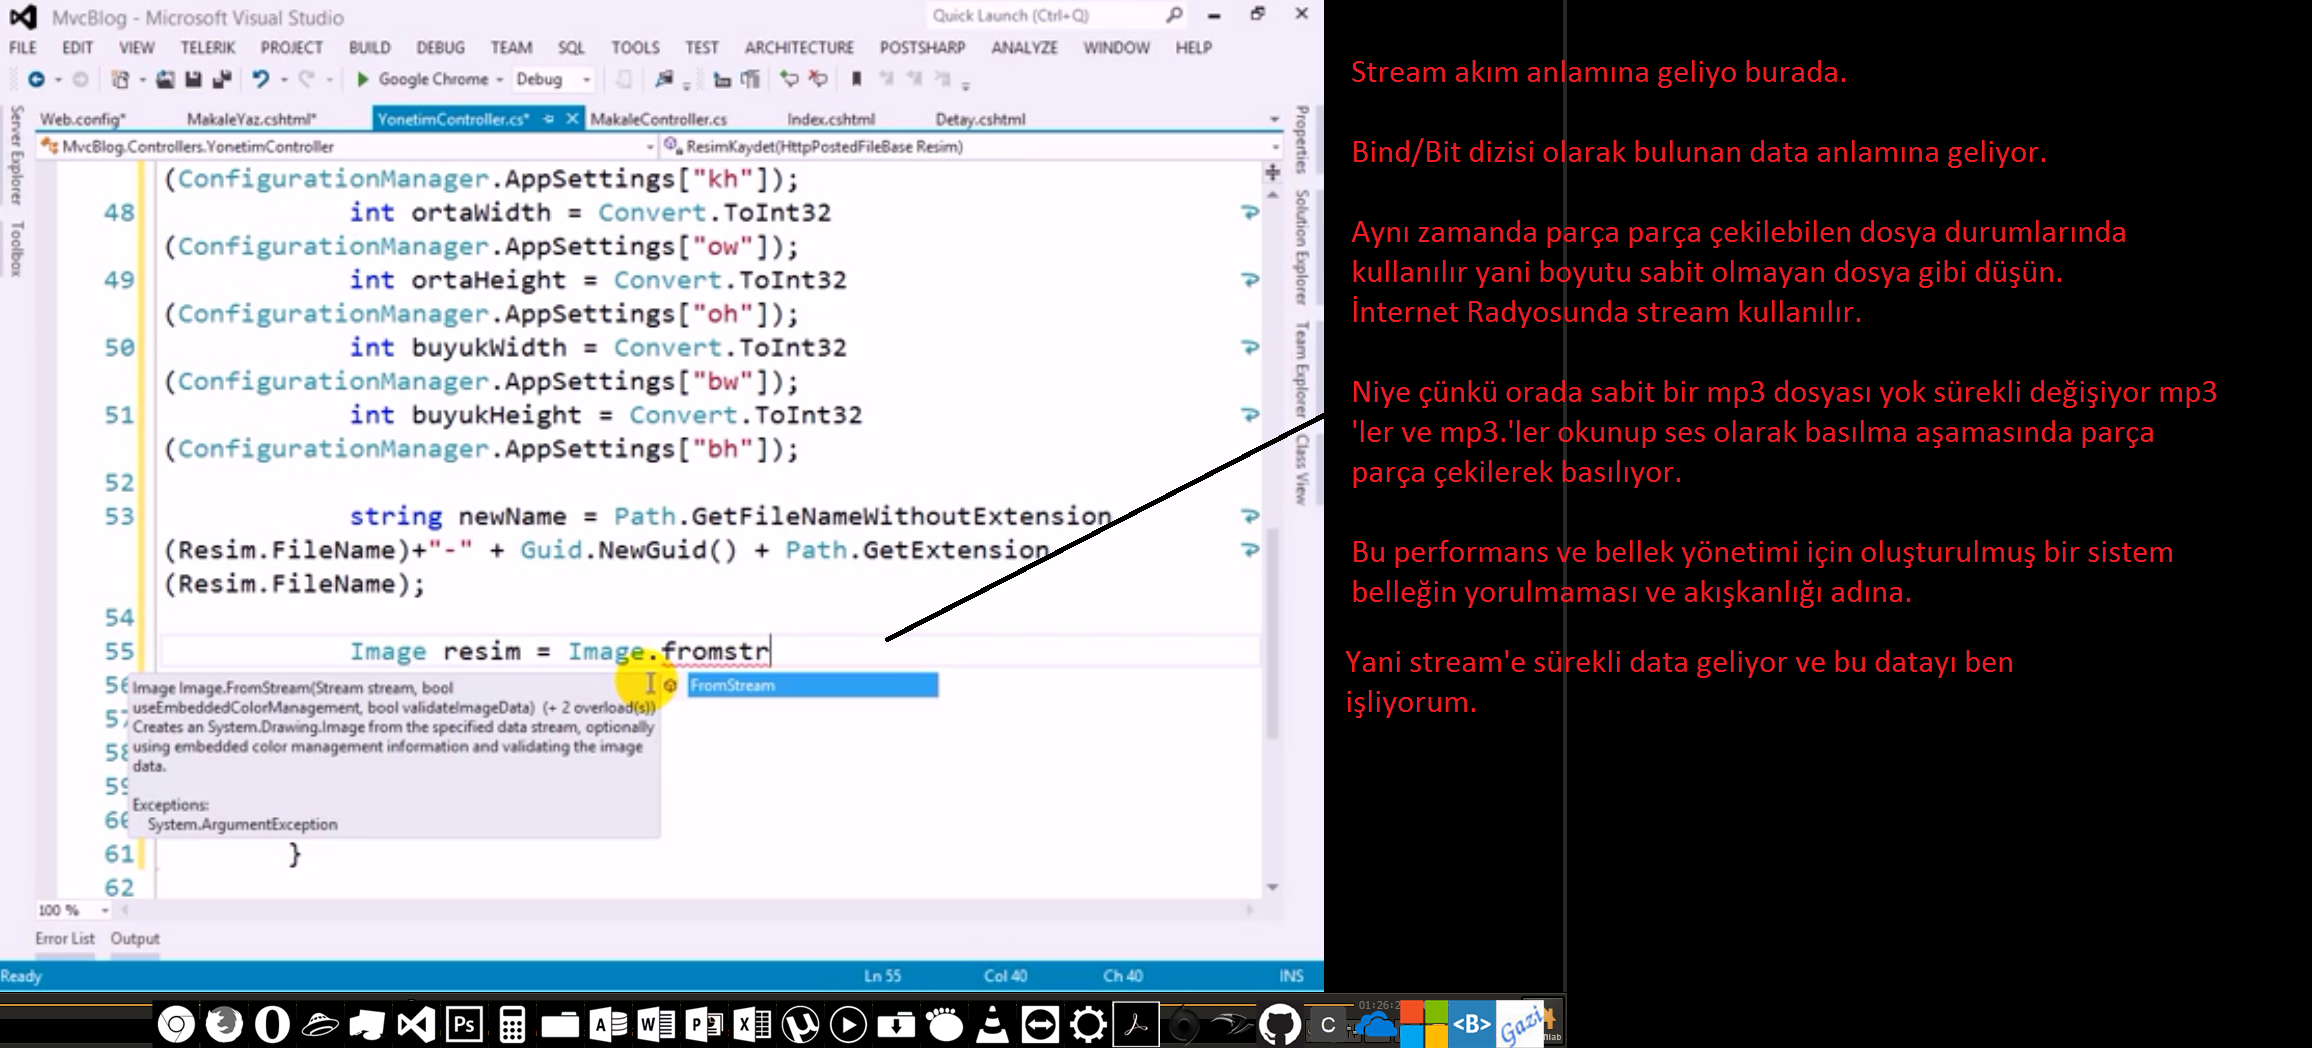 MvcBlog - Microsoft Visual Studio
Quick Launch (Ctrl+Q)
FILE EDIT VIEW TELERIK PROJECT BUILD DEBUG TEAM SQL TOOLS TEST ARCHITECTURE POSTSHARP ANALYZE WINDOW HELP
Google Chrome Debug
Web.config* MakaleYaz.cshtml* YonetimController.cs* MakaleController.cs Index.cshtml Detay.cshtml
MvcBlog.Controllers.YonetimController ResimKaydet(HttpPostedFileBase Resim)
Server Explorer
Toolbox
Properties
Solution Explorer
Team Explorer
Class View
(ConfigurationManager.AppSettings["kh"]);
48 int ortaWidth = Convert.ToInt32
(ConfigurationManager.AppSettings["ow"]);
49 int ortaHeight = Convert.ToInt32
(ConfigurationManager.AppSettings["oh"]);
50 int buyukWidth = Convert.ToInt32
(ConfigurationManager.AppSettings["bw"]);
51 int buyukHeight = Convert.ToInt32
(ConfigurationManager.AppSettings["bh"]);
52
53 string newName = Path.GetFileNameWithoutExtension
(Resim.FileName)+"-" + Guid.NewGuid() + Path.GetExtension
(Resim.FileName);
54
55 Image resim = Image.fromstr
FromStream
Image Image.FromStream(Stream stream, bool
useEmbeddedColorManagement, bool validateImageData) (+ 2 overload(s))
Creates an System.Drawing.Image from the specified data stream, optionally
using embedded color management information and validating the image
data.
Exceptions:
System.ArgumentException
61 }
62
100 %
Error List Output
Ready Ln 55 Col 40 Ch 40 INS
Stream akım anlamına geliyo burada.
Bind/Bit dizisi olarak bulunan data anlamına geliyor.
Aynı zamanda parça parça çekilebilen dosya durumlarında
kullanılır yani boyutu sabit olmayan dosya gibi düşün.
İnternet Radyosunda stream kullanılır.
Niye çünkü orada sabit bir mp3 dosyası yok sürekli değişiyor mp3
'ler ve mp3.'ler okunup ses olarak basılma aşamasında parça
parça çekilerek basılıyor.
Bu performans ve bellek yönetimi için oluşturulmuş bir sistem
belleğin yorulmaması ve akışkanlığı adına.
Yani stream'e sürekli data geliyor ve bu datayı ben
işliyorum.
Ps
C
<B>
Gazi